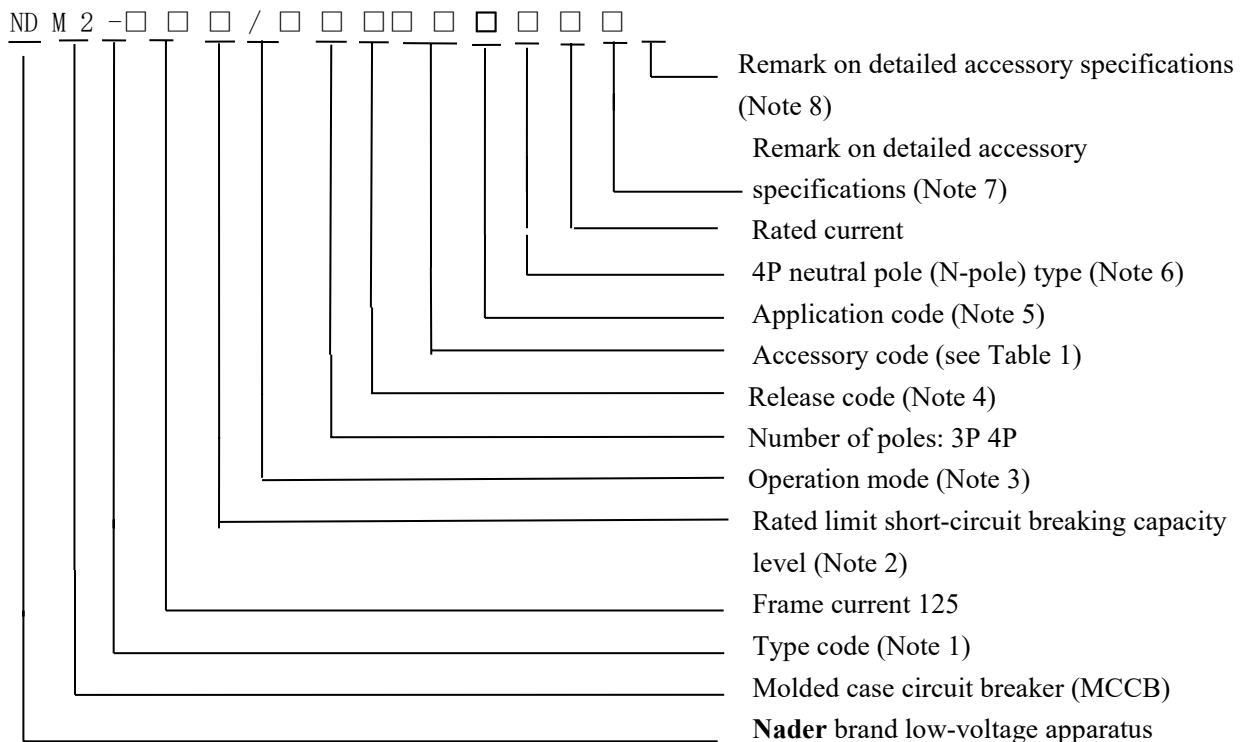 ND M 2 -□ □ □ / □ □ □□ □ □ □ □ □
Remark on detailed accessory specifications
(Note 8)
Remark on detailed accessory
specifications (Note 7)
Rated current
4P neutral pole (N-pole) type (Note 6)
Application code (Note 5)
Accessory code (see Table 1)
Release code (Note 4)
Number of poles: 3P 4P
Operation mode (Note 3)
Rated limit short-circuit breaking capacity
level (Note 2)
Frame current 125
Type code (Note 1)
Molded case circuit breaker (MCCB)
Nader brand low-voltage apparatus